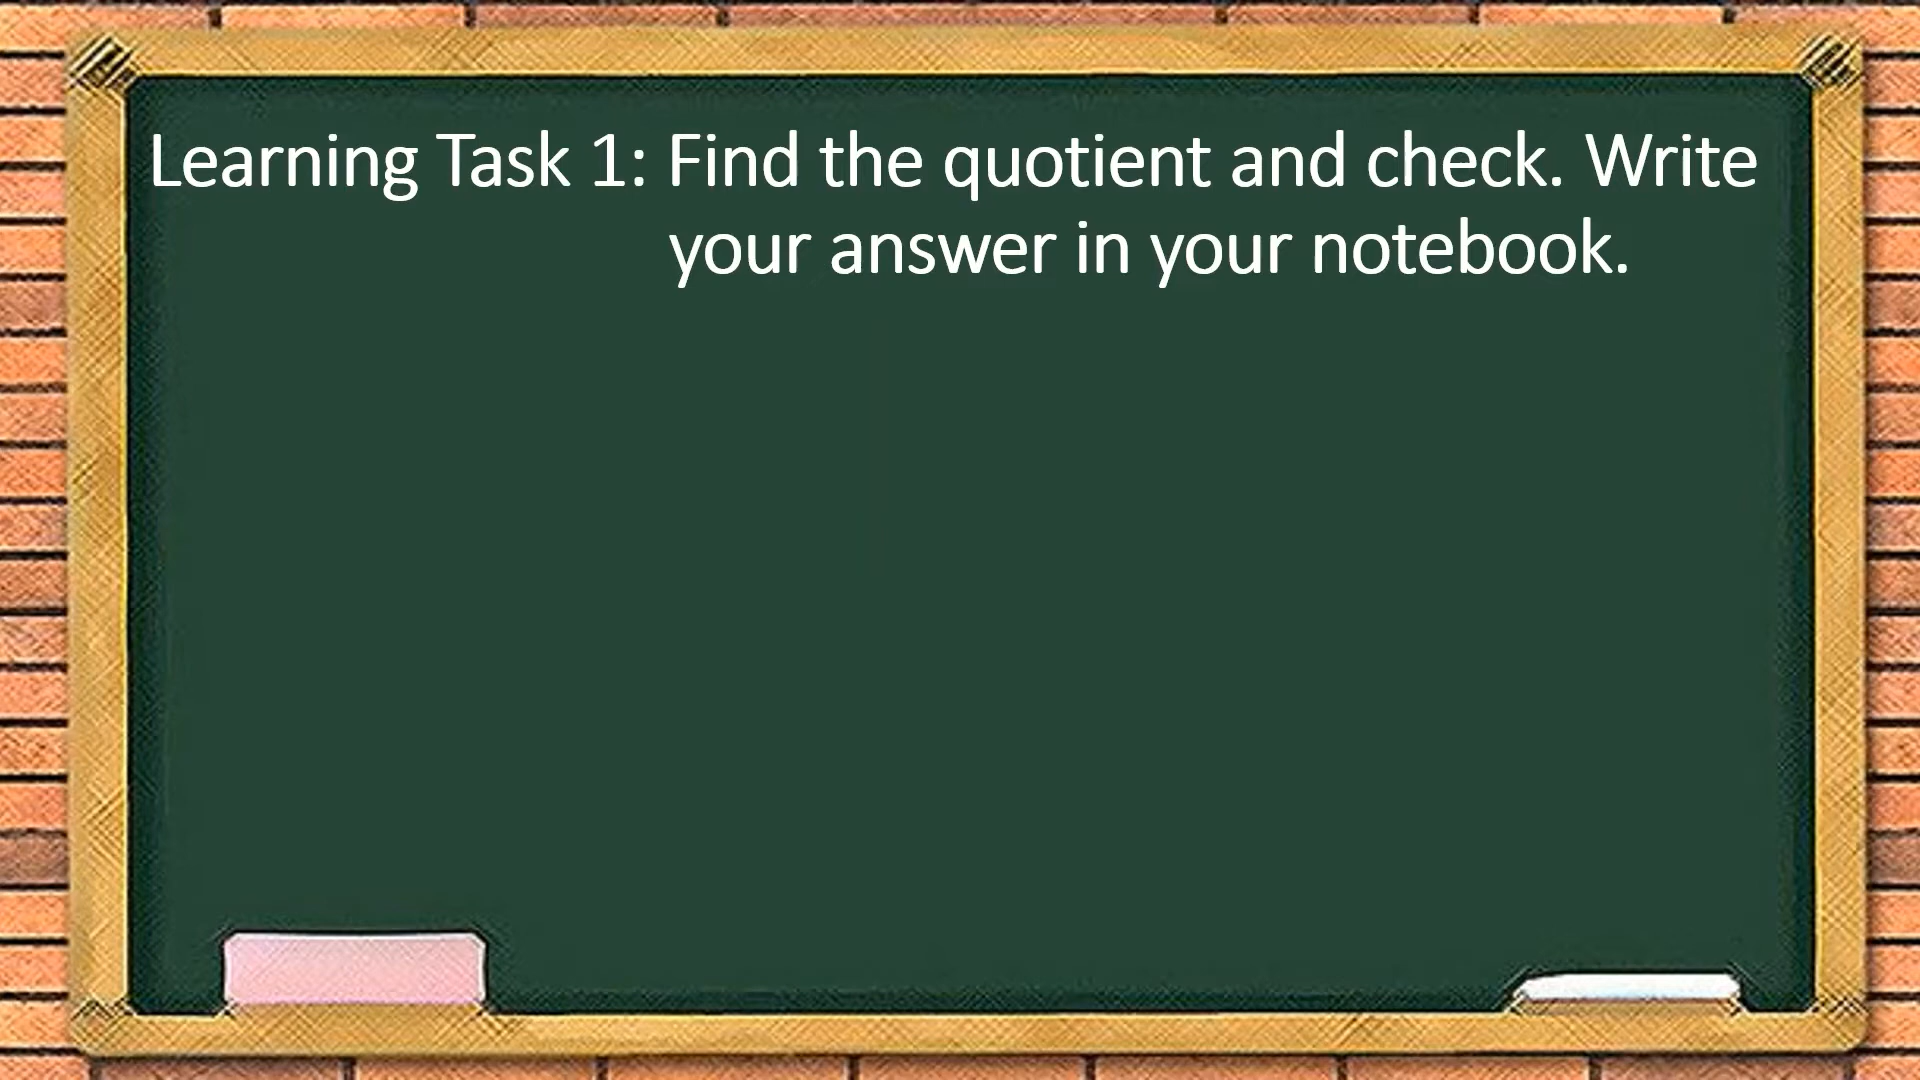 Learning Task 1: Find the quotient and check. Write
your answer in your notebook.